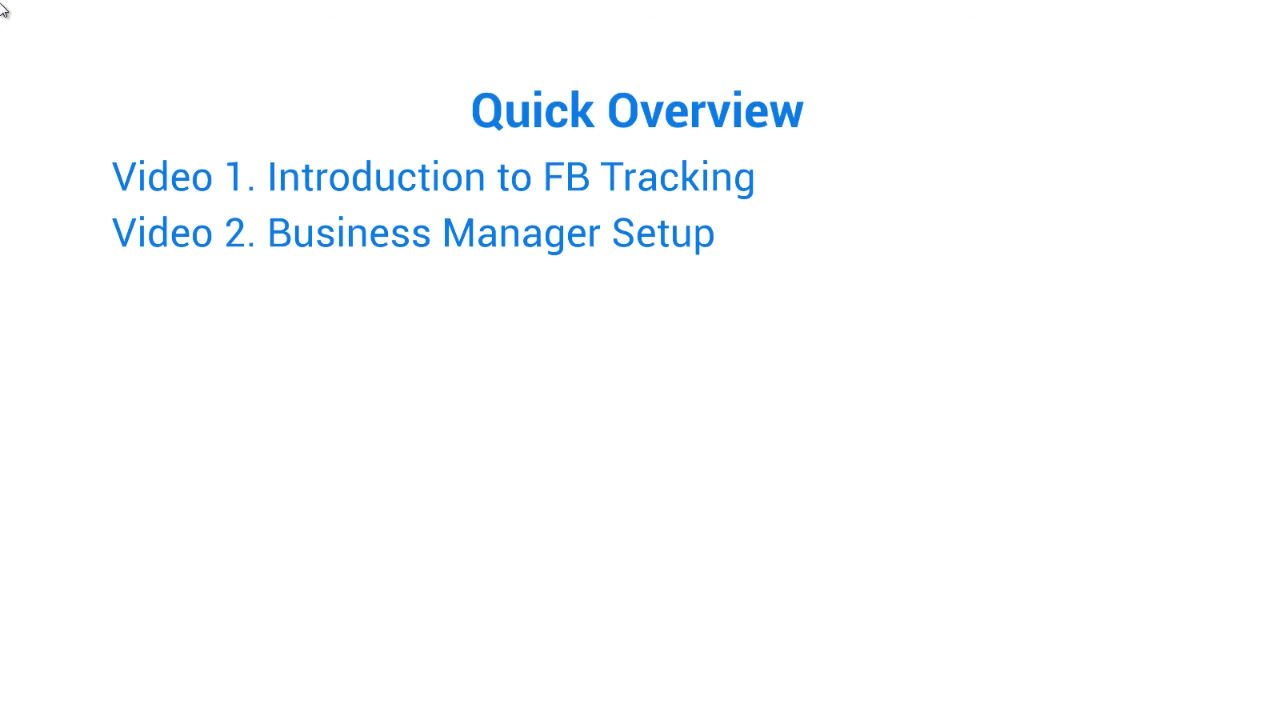 Quick Overview
Video 1. Introduction to FB Tracking
Video 2. Business Manager Setup